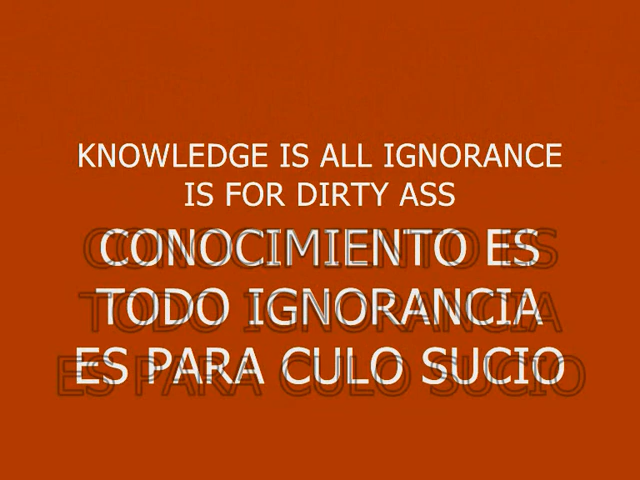 KNOWLEDGE IS ALL IGNORANCE
IS FOR DIRTY ASS
CONOCIMIENTO ES
TODO IGNORANCIA
ES PARA CULO SUCIO